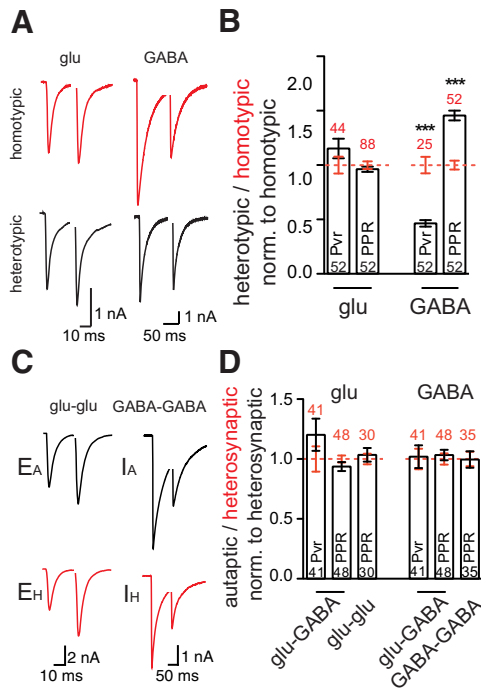 A
glu GABA
homotypic
heterotypic
1 nA
10 ms
1 nA
50 ms
B
heterotypic / homotypic
norm. to homotypic
2.0
1.5
1.0
0.5
0.0
44 88 25 52
*** ***
Pvr PPR Pvr PPR
52 52 52 52
glu GABA
C
glu-glu GABA-GABA
EA IA
EH IH
2 nA
10 ms
1 nA
50 ms
D
autaptic / heterosynaptic
norm. to heterosynaptic
glu GABA
1.5
1.0
0.5
0.0
41 48 30 41 48 35
Pvr PPR PPR Pvr PPR PPR
41 48 30 41 48 35
glu-GABA glu-glu glu-GABA GABA-GABA